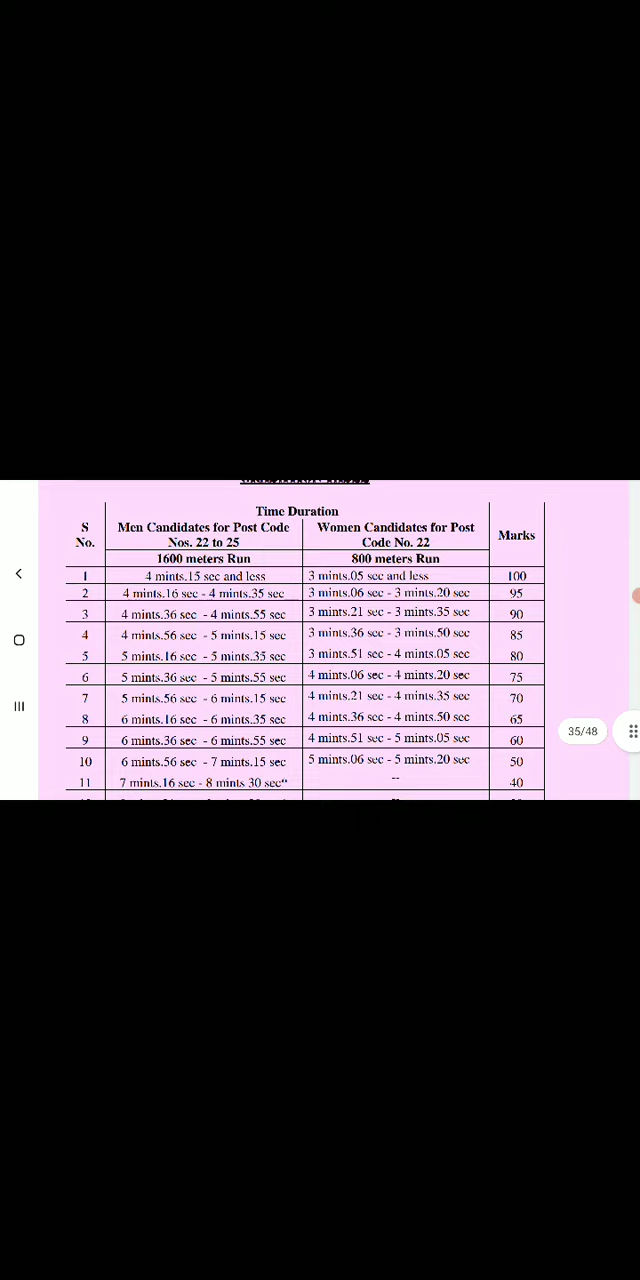 Time Duration
S No. Men Candidates for Post Code Nos. 22 to 25 Women Candidates for Post Code No. 22 Marks
1600 meters Run 800 meters Run
1 4 mints.15 sec and less 3 mints.05 sec and less 100
2 4 mints.16 sec - 4 mints.35 sec 3 mints.06 sec - 3 mints.20 sec 95
3 4 mints.36 sec - 4 mints.55 sec 3 mints.21 sec - 3 mints.35 sec 90
4 4 mints.56 sec - 5 mints.15 sec 3 mints.36 sec - 3 mints.50 sec 85
5 5 mints.16 sec - 5 mints.35 sec 3 mints.51 sec - 4 mints.05 sec 80
6 5 mints.36 sec - 5 mints.55 sec 4 mints.06 sec - 4 mints.20 sec 75
7 5 mints.56 sec - 6 mints.15 sec 4 mints.21 sec - 4 mints.35 sec 70
8 6 mints.16 sec - 6 mints.35 sec 4 mints.36 sec - 4 mints.50 sec 65
9 6 mints.36 sec - 6 mints.55 sec 4 mints.51 sec - 5 mints.05 sec 60
10 6 mints.56 sec - 7 mints.15 sec 5 mints.06 sec - 5 mints.20 sec 50
11 7 mints.16 sec - 8 mints 30 sec“ -- 40
35/48